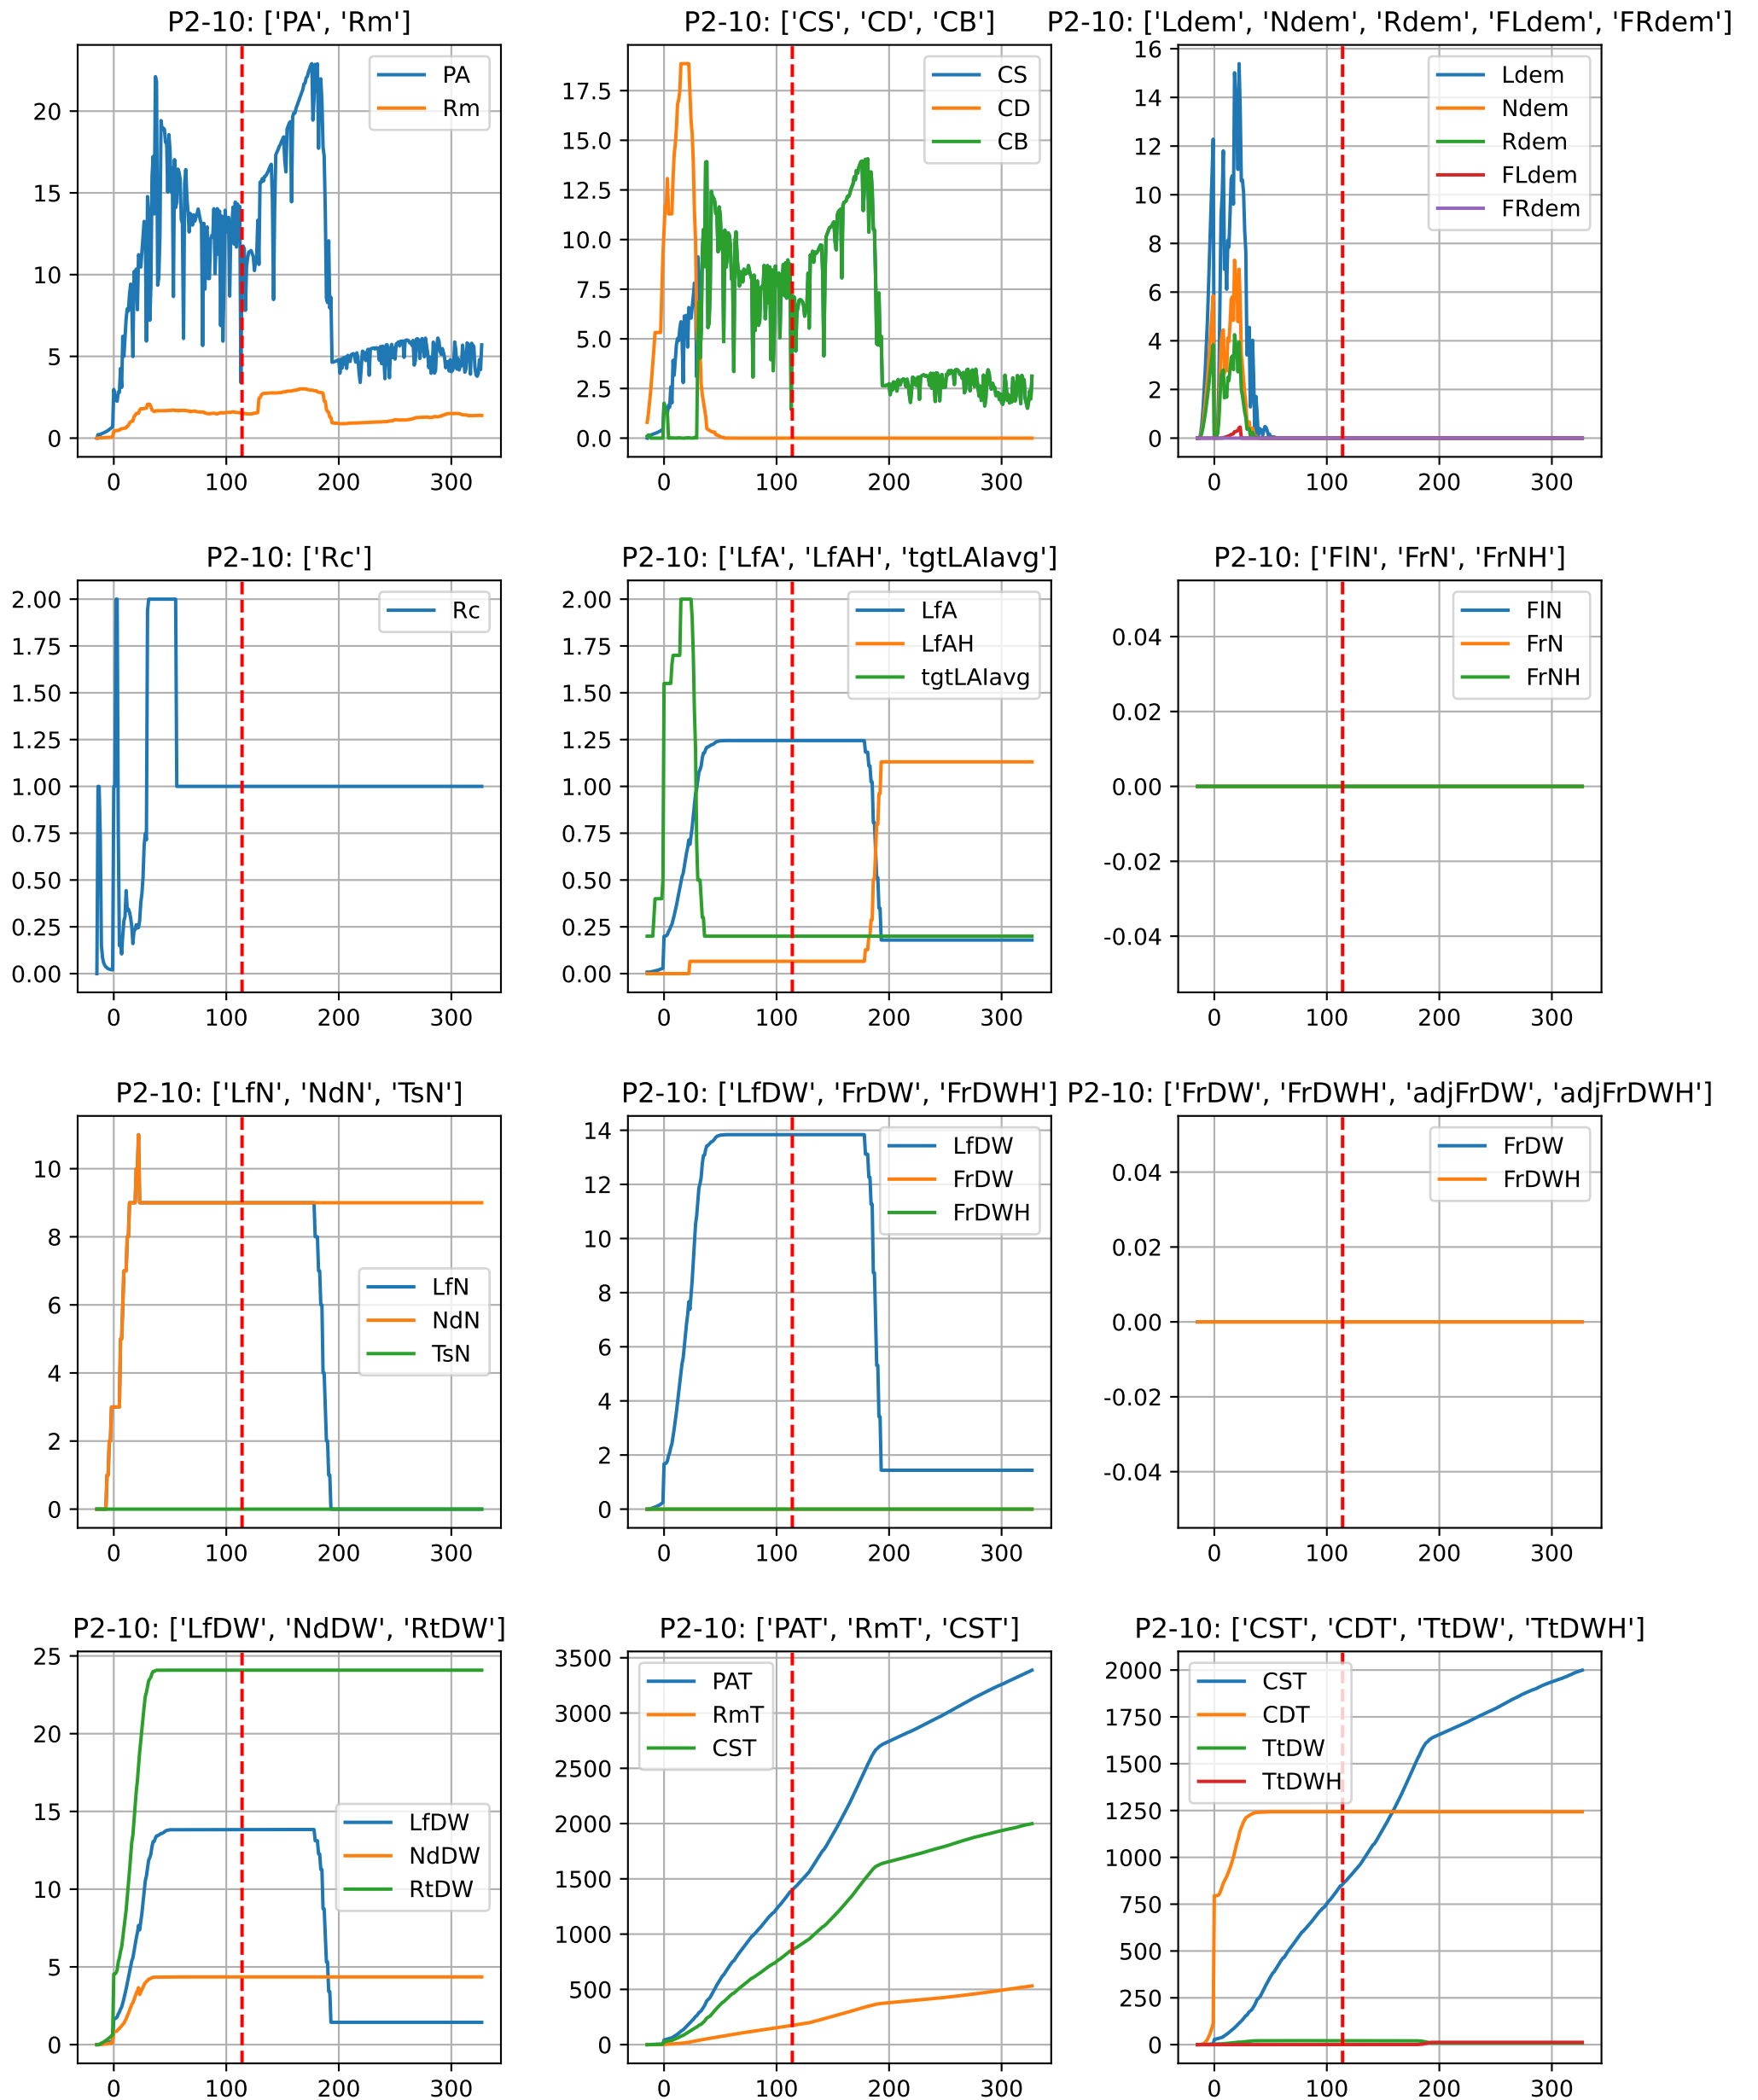 P2-10: ['PA', 'Rm']
PA
Rm
20
15
10
5
0
0 100 200 300
P2-10: ['CS', 'CD', 'CB']
CS
CD
CB
17.5
15.0
12.5
10.0
7.5
5.0
2.5
0.0
0 100 200 300
P2-10: ['Ldem', 'Ndem', 'Rdem', 'FLdem', 'FRdem']
Ldem
Ndem
Rdem
FLdem
FRdem
16
14
12
10
8
6
4
2
0
0 100 200 300
P2-10: ['Rc']
Rc
2.00
1.75
1.50
1.25
1.00
0.75
0.50
0.25
0.00
0 100 200 300
P2-10: ['LfA', 'LfAH', 'tgtLAIavg']
LfA
LfAH
tgtLAIavg
2.00
1.75
1.50
1.25
1.00
0.75
0.50
0.25
0.00
0 100 200 300
P2-10: ['FlN', 'FrN', 'FrNH']
FlN
FrN
FrNH
0.04
0.02
0.00
-0.02
-0.04
0 100 200 300
P2-10: ['LfN', 'NdN', 'TsN']
LfN
NdN
TsN
10
8
6
4
2
0
0 100 200 300
P2-10: ['LfDW', 'FrDW', 'FrDWH']
LfDW
FrDW
FrDWH
14
12
10
8
6
4
2
0
0 100 200 300
P2-10: ['FrDW', 'FrDWH', 'adjFrDW', 'adjFrDWH']
FrDW
FrDWH
0.04
0.02
0.00
-0.02
-0.04
0 100 200 300
P2-10: ['LfDW', 'NdDW', 'RtDW']
LfDW
NdDW
RtDW
25
20
15
10
5
0
0 100 200 300
P2-10: ['PAT', 'RmT', 'CST']
PAT
RmT
CST
3500
3000
2500
2000
1500
1000
500
0
0 100 200 300
P2-10: ['CST', 'CDT', 'TtDW', 'TtDWH']
CST
CDT
TtDW
TtDWH
2000
1750
1500
1250
1000
750
500
250
0
0 100 200 300